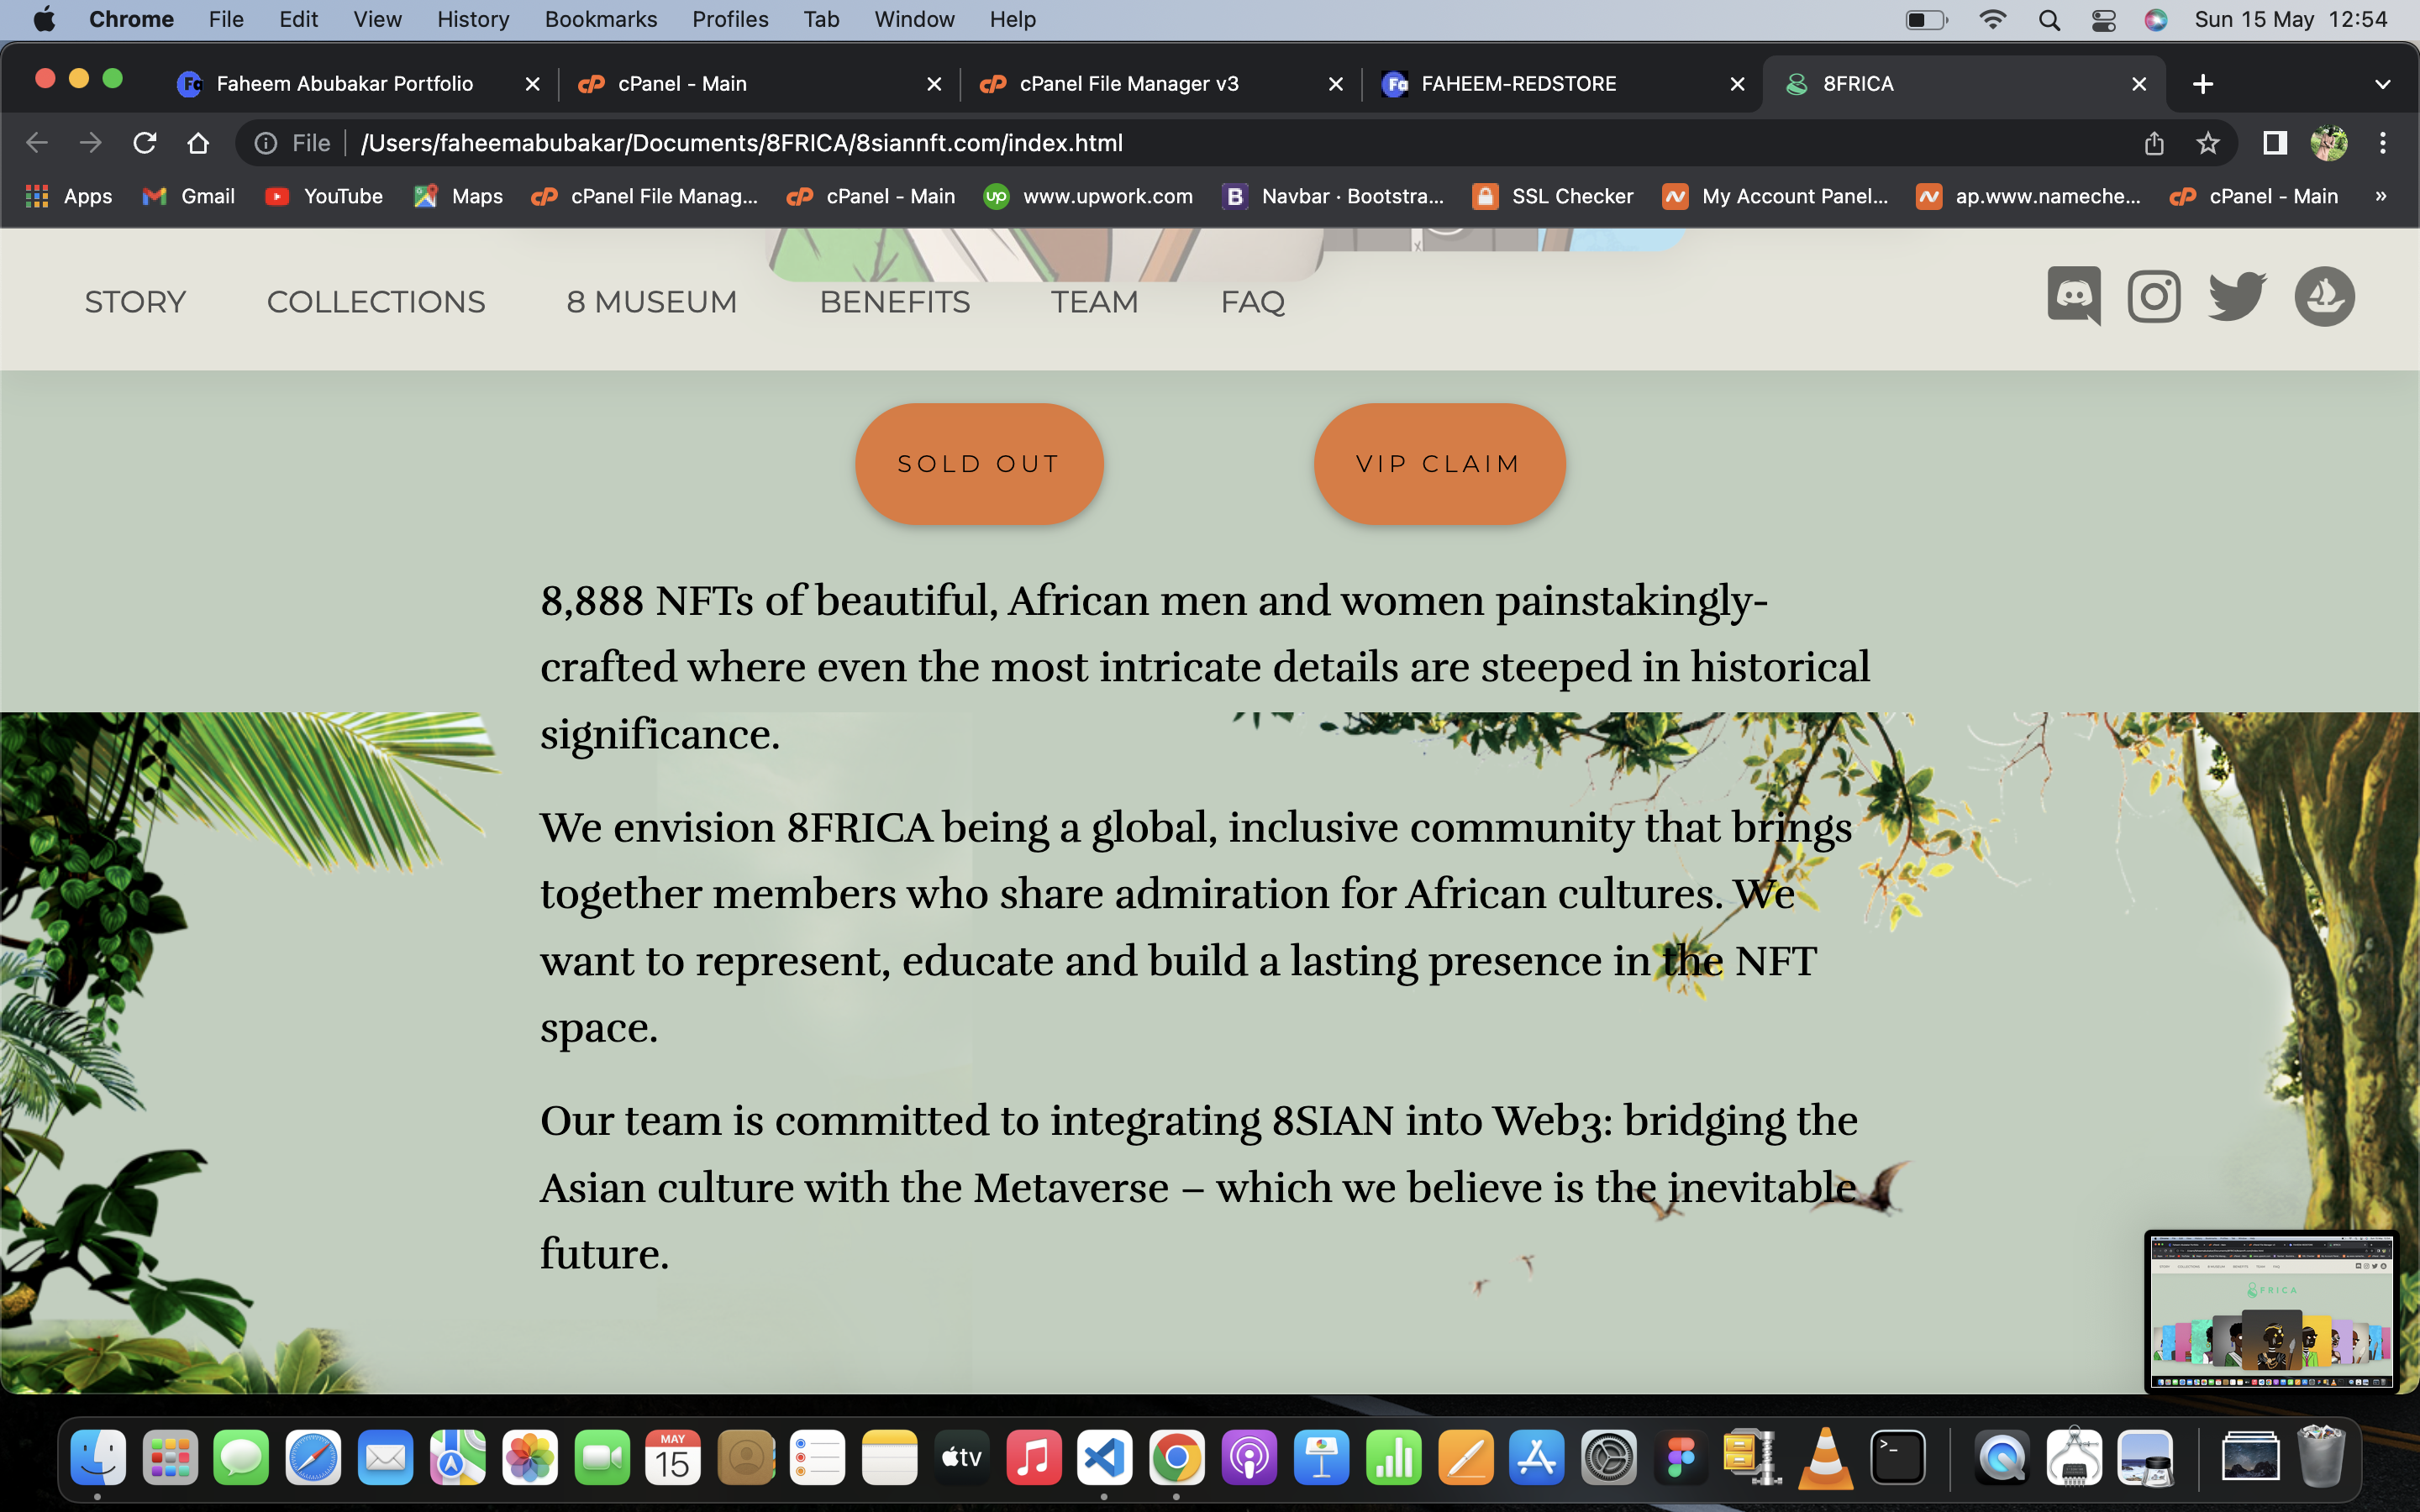 Chrome File Edit View History Bookmarks Profiles Tab Window Help Sun 15 May 12:54
Faheem Abubakar Portfolio cPanel - Main cPanel File Manager v3 FAHEEM-REDSTORE 8FRICA
File /Users/faheemabubakar/Documents/8FRICA/8siannft.com/index.html
Apps Gmail YouTube Maps cPanel File Manag... cPanel - Main www.upwork.com Navbar · Bootstra... SSL Checker My Account Panel... ap.www.nameche... cPanel - Main »
STORY COLLECTIONS 8 MUSEUM BENEFITS TEAM FAQ
SOLD OUT VIP CLAIM
8,888 NFTs of beautiful, African men and women painstakingly-
crafted where even the most intricate details are steeped in historical
significance.
We envision 8FRICA being a global, inclusive community that brings
together members who share admiration for African cultures. We
want to represent, educate and build a lasting presence in the NFT
space.
Our team is committed to integrating 8SIAN into Web3: bridging the
Asian culture with the Metaverse – which we believe is the inevitable
future.
8FRICA
MAY
15
tv